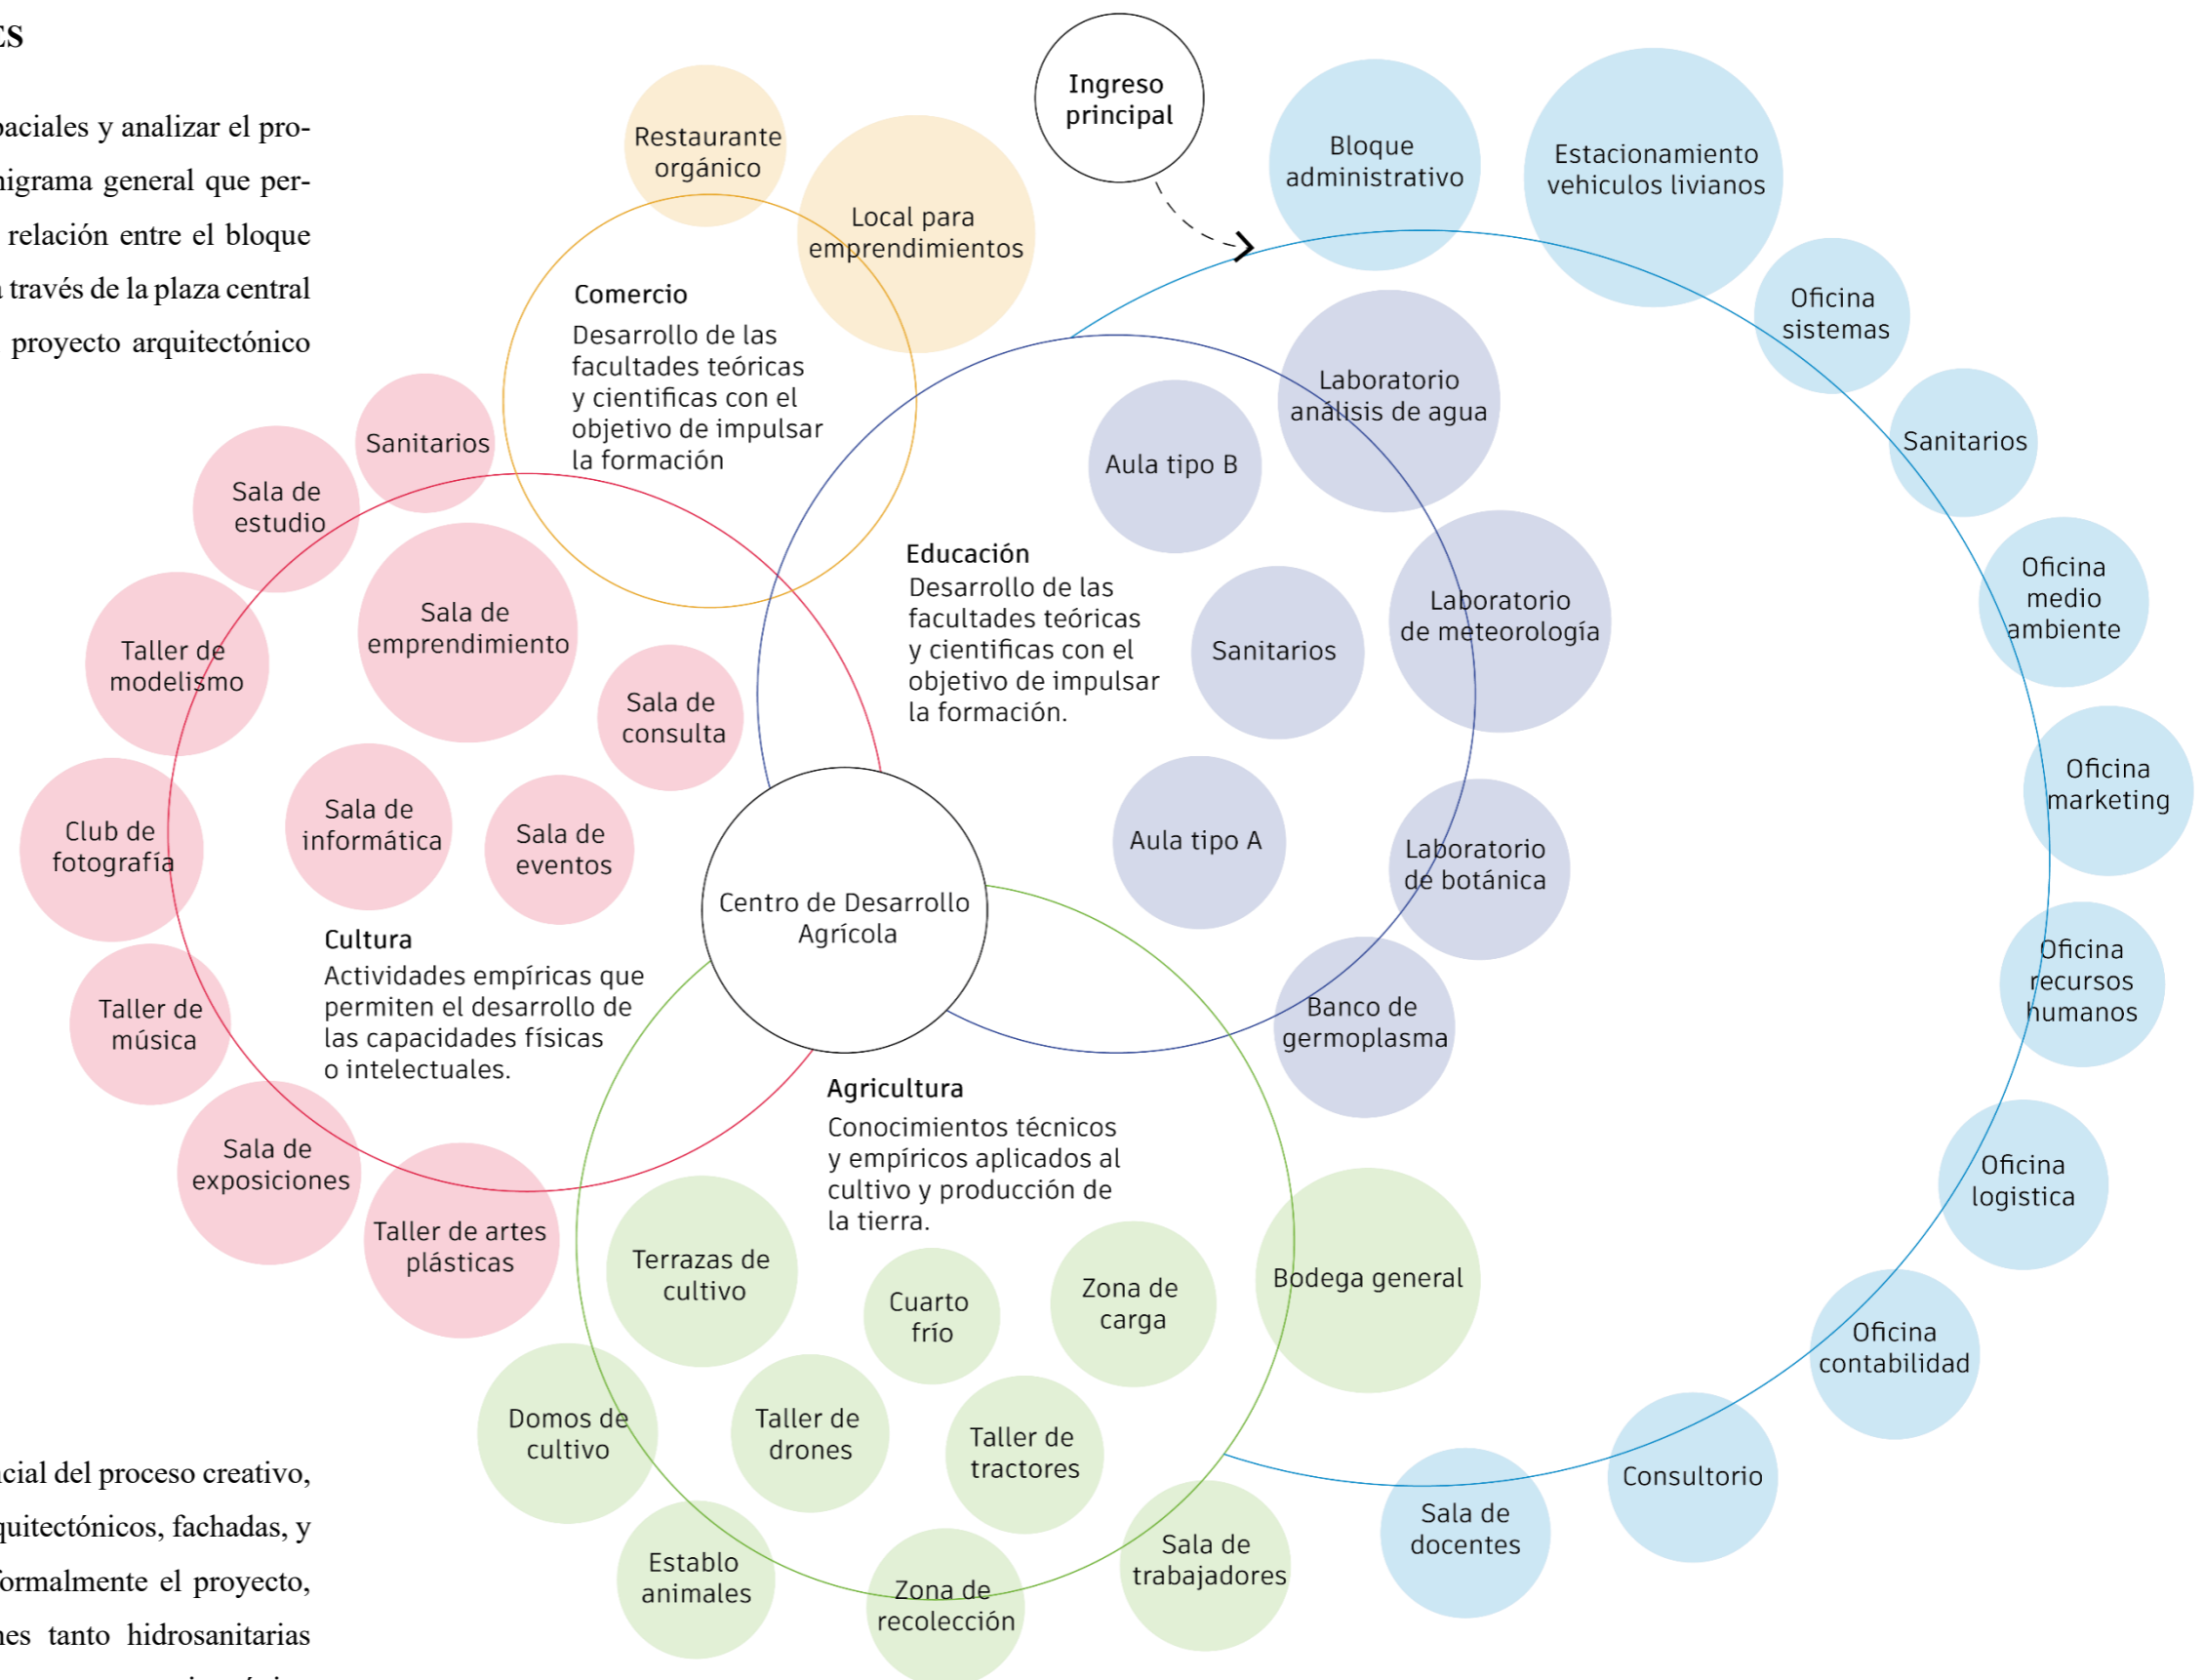 ES
paciales y analizar el pro-
nigrama general que per-
relación entre el bloque
a través de la plaza central
proyecto arquitectónico
Ingreso
principal
Restaurante
orgánico
Local para
emprendimientos
Bloque
administrativo
Estacionamiento
vehiculos livianos
Oficina
sistemas
Sanitarios
Oficina
medio
ambiente
Oficina
marketing
Oficina
recursos
humanos
Oficina
logistica
Oficina
contabilidad
Consultorio
Sala de
docentes
Comercio
Desarrollo de las
facultades teóricas
y cientificas con el
objetivo de impulsar
la formación
Laboratorio
análisis de agua
Aula tipo B
Educación
Desarrollo de las
facultades teóricas
y cientificas con el
objetivo de impulsar
la formación.
Laboratorio
de meteorología
Sanitarios
Aula tipo A
Laboratorio
de botánica
Banco de
germoplasma
Sanitarios
Sala de
estudio
Sala de
emprendimiento
Taller de
modelismo
Sala de
consulta
Sala de
informática
Sala de
eventos
Club de
fotografía
Cultura
Actividades empíricas que
permiten el desarrollo de
las capacidades físicas
o intelectuales.
Taller de
música
Sala de
exposiciones
Taller de artes
plásticas
Centro de Desarrollo
Agrícola
Agricultura
Conocimientos técnicos
y empíricos aplicados al
cultivo y producción de
la tierra.
Terrazas de
cultivo
Cuarto
frío
Zona de
carga
Bodega general
Domos de
cultivo
Taller de
drones
Taller de
tractores
Establo
animales
Zona de
recolección
Sala de
trabajadores
ncial del proceso creativo,
quitectónicos, fachadas, y
formalmente el proyecto,
nes tanto hidrosanitarias